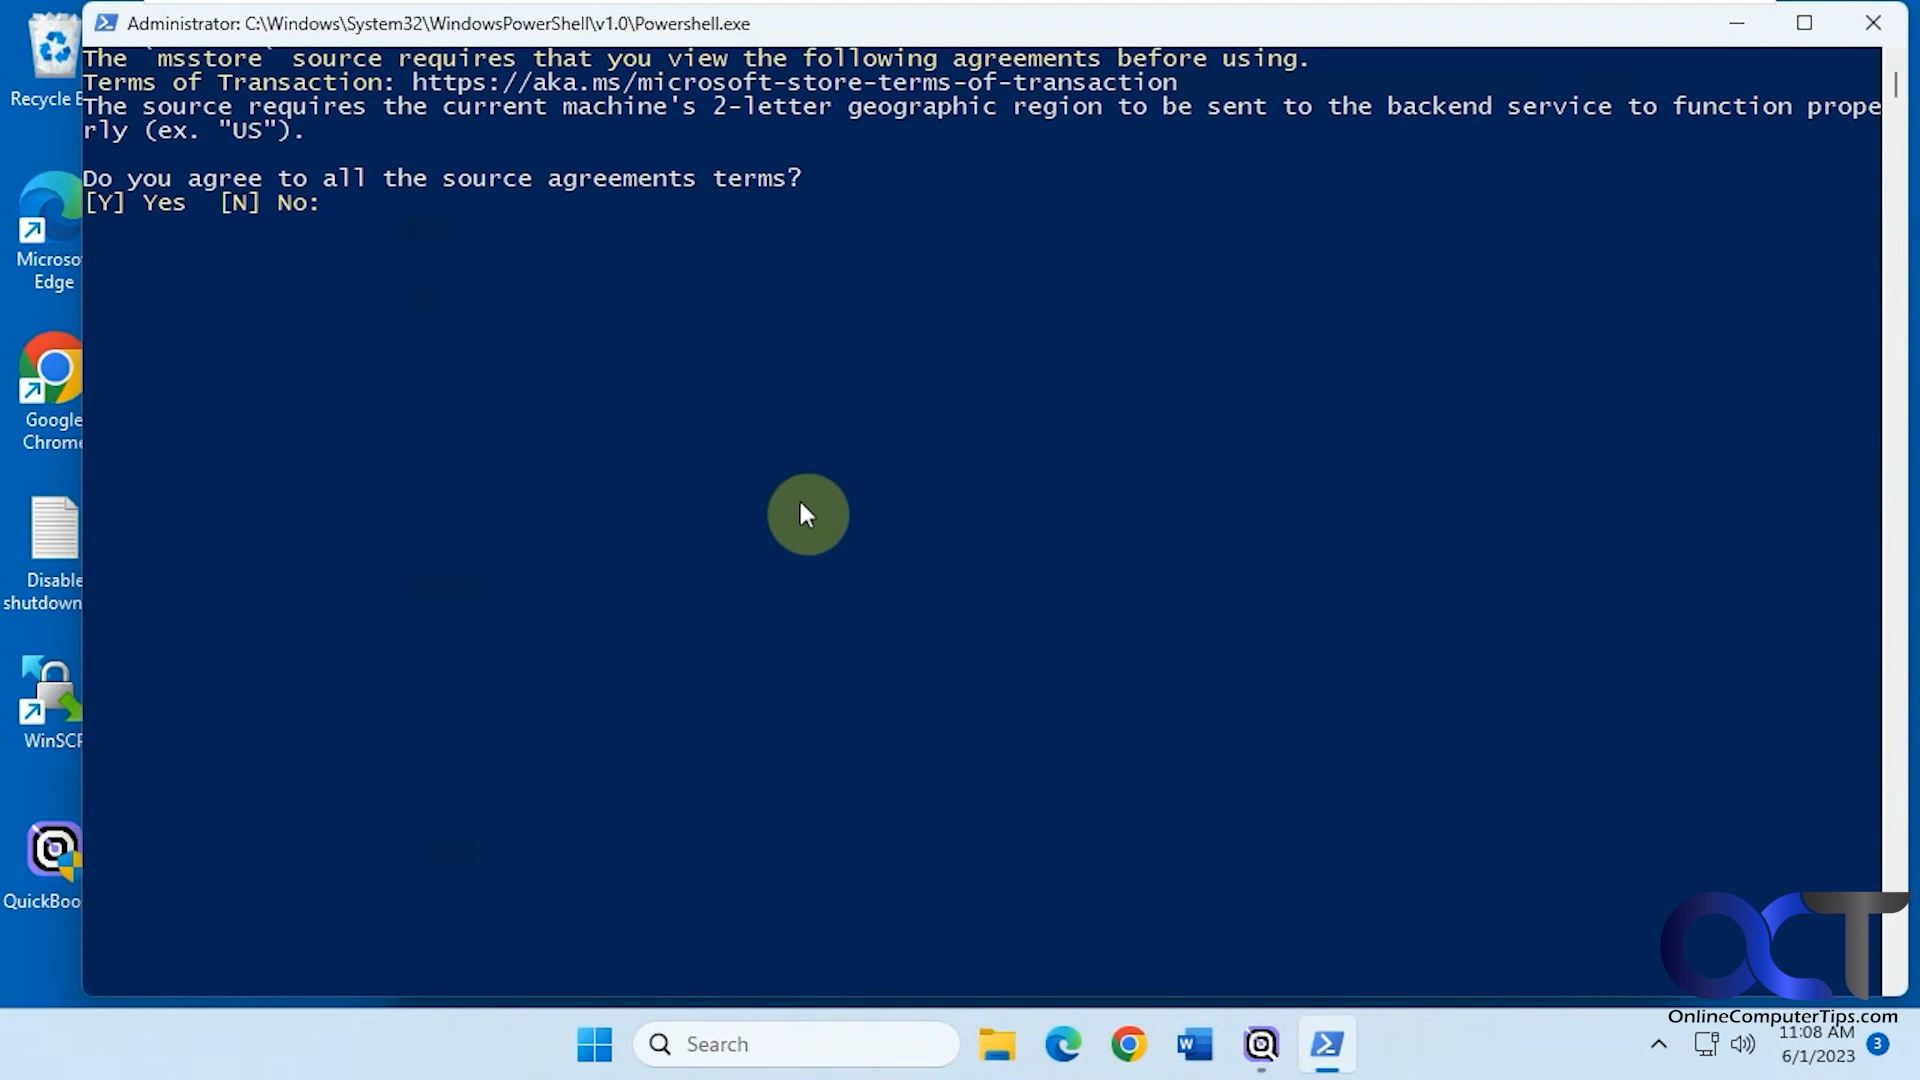 Administrator: C:\Windows\System32\WindowsPowerShell\v1.0\Powershell.exe
The `msstore` source requires that you view the following agreements before using.
Terms of Transaction: https://aka.ms/microsoft-store-terms-of-transaction
The source requires the current machine's 2-letter geographic region to be sent to the backend service to function prope
rly (ex. "US").
Do you agree to all the source agreements terms?
[Y] Yes  [N] No:
Recycle
Microso
Edge
Google
Chrome
Disable
shutdown
WinSCP
QuickBoo
OCT
OnlineComputerTips.com
Search
11:08 AM
6/1/2023
3